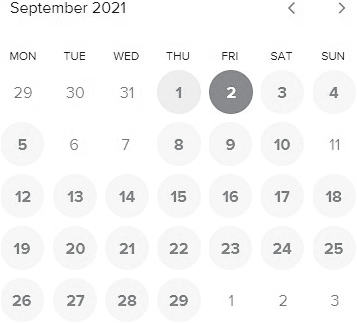 September 2021
MON TUE WED THU FRI SAT SUN
29 30 31 1 2 3 4
5 6 7 8 9 10 11
12 13 14 15 16 17 18
19 20 21 22 23 24 25
26 27 28 29 1 2 3